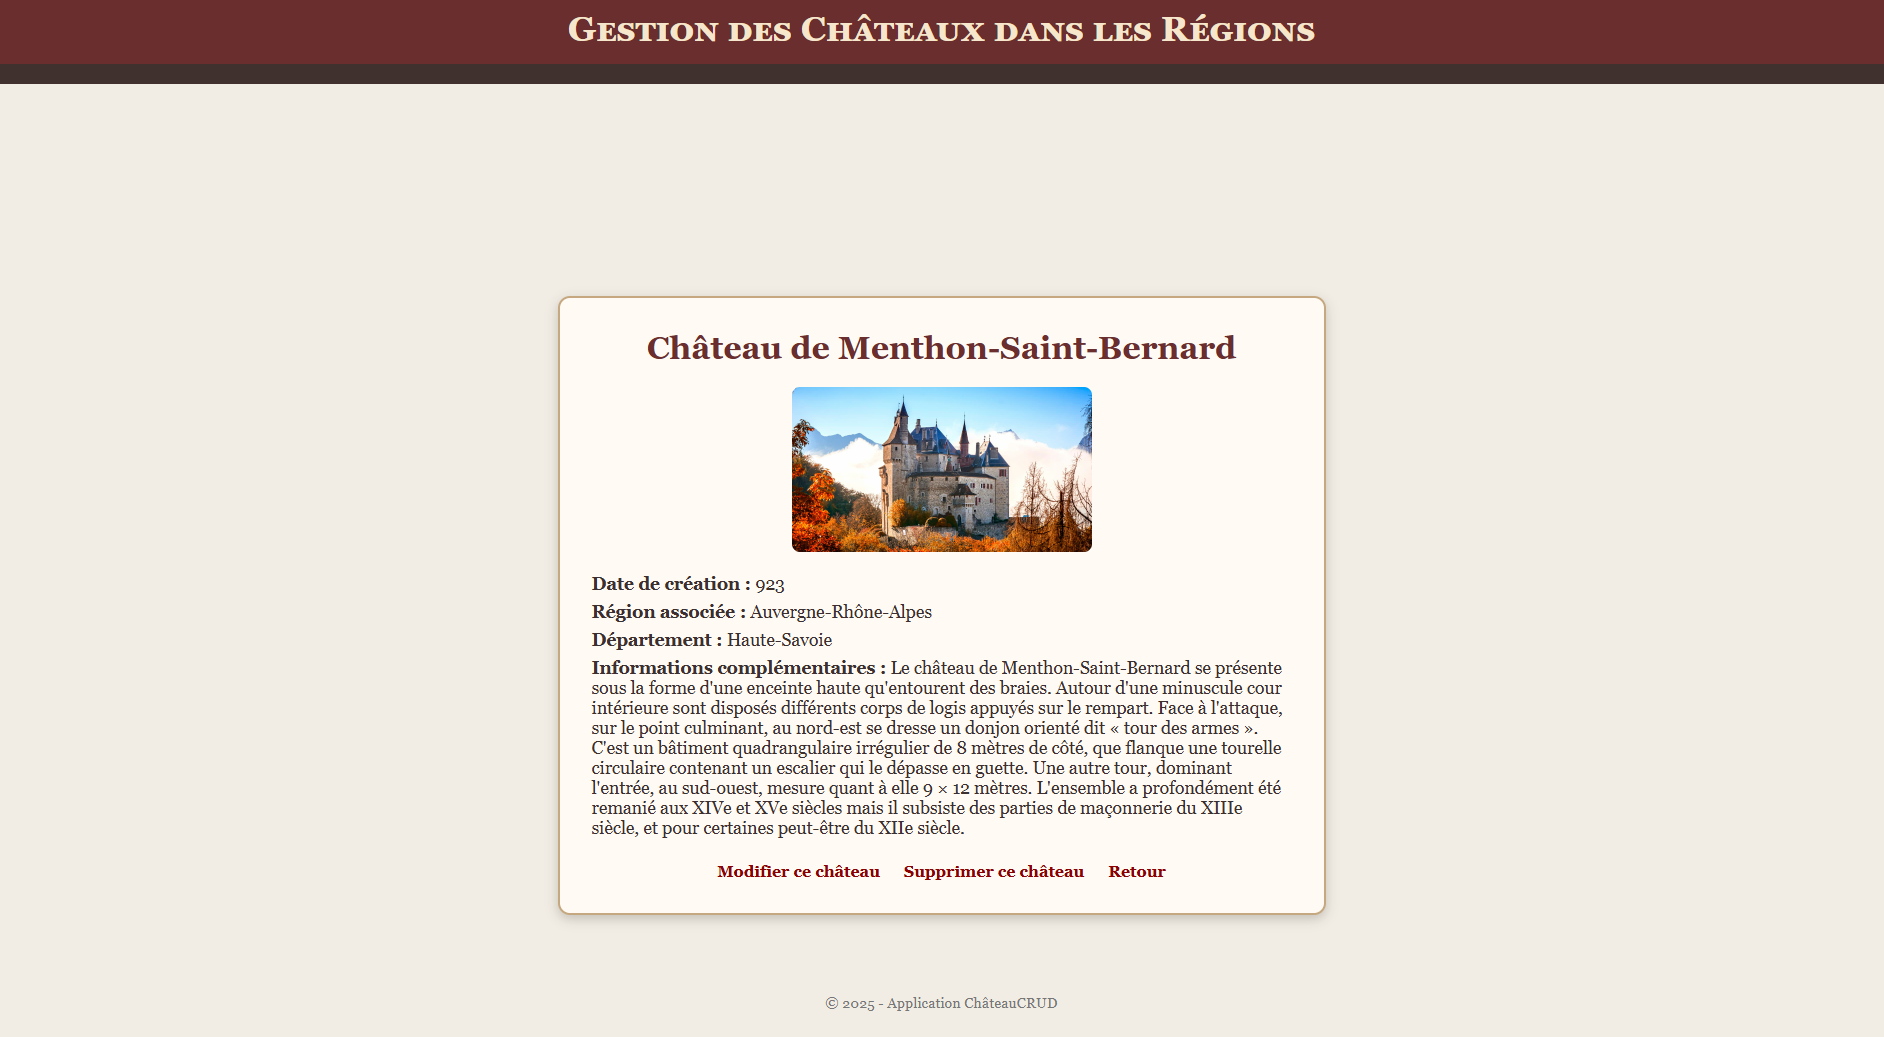 Gestion des Châteaux dans les Régions
Château de Menthon-Saint-Bernard
Date de création : 923
Région associée : Auvergne-Rhône-Alpes
Département : Haute-Savoie
Informations complémentaires : Le château de Menthon-Saint-Bernard se présente
sous la forme d'une enceinte haute qu'entourent des braies. Autour d'une minuscule cour
intérieure sont disposés différents corps de logis appuyés sur le rempart. Face à l'attaque,
sur le point culminant, au nord-est se dresse un donjon orienté dit « tour des armes ».
C'est un bâtiment quadrangulaire irrégulier de 8 mètres de côté, que flanque une tourelle
circulaire contenant un escalier qui le dépasse en guette. Une autre tour, dominant
l'entrée, au sud-ouest, mesure quant à elle 9 × 12 mètres. L'ensemble a profondément été
remanié aux XIVe et XVe siècles mais il subsiste des parties de maçonnerie du XIIIe
siècle, et pour certaines peut-être du XIIe siècle.
Modifier ce château Supprimer ce château Retour
© 2025 - Application ChâteauCRUD